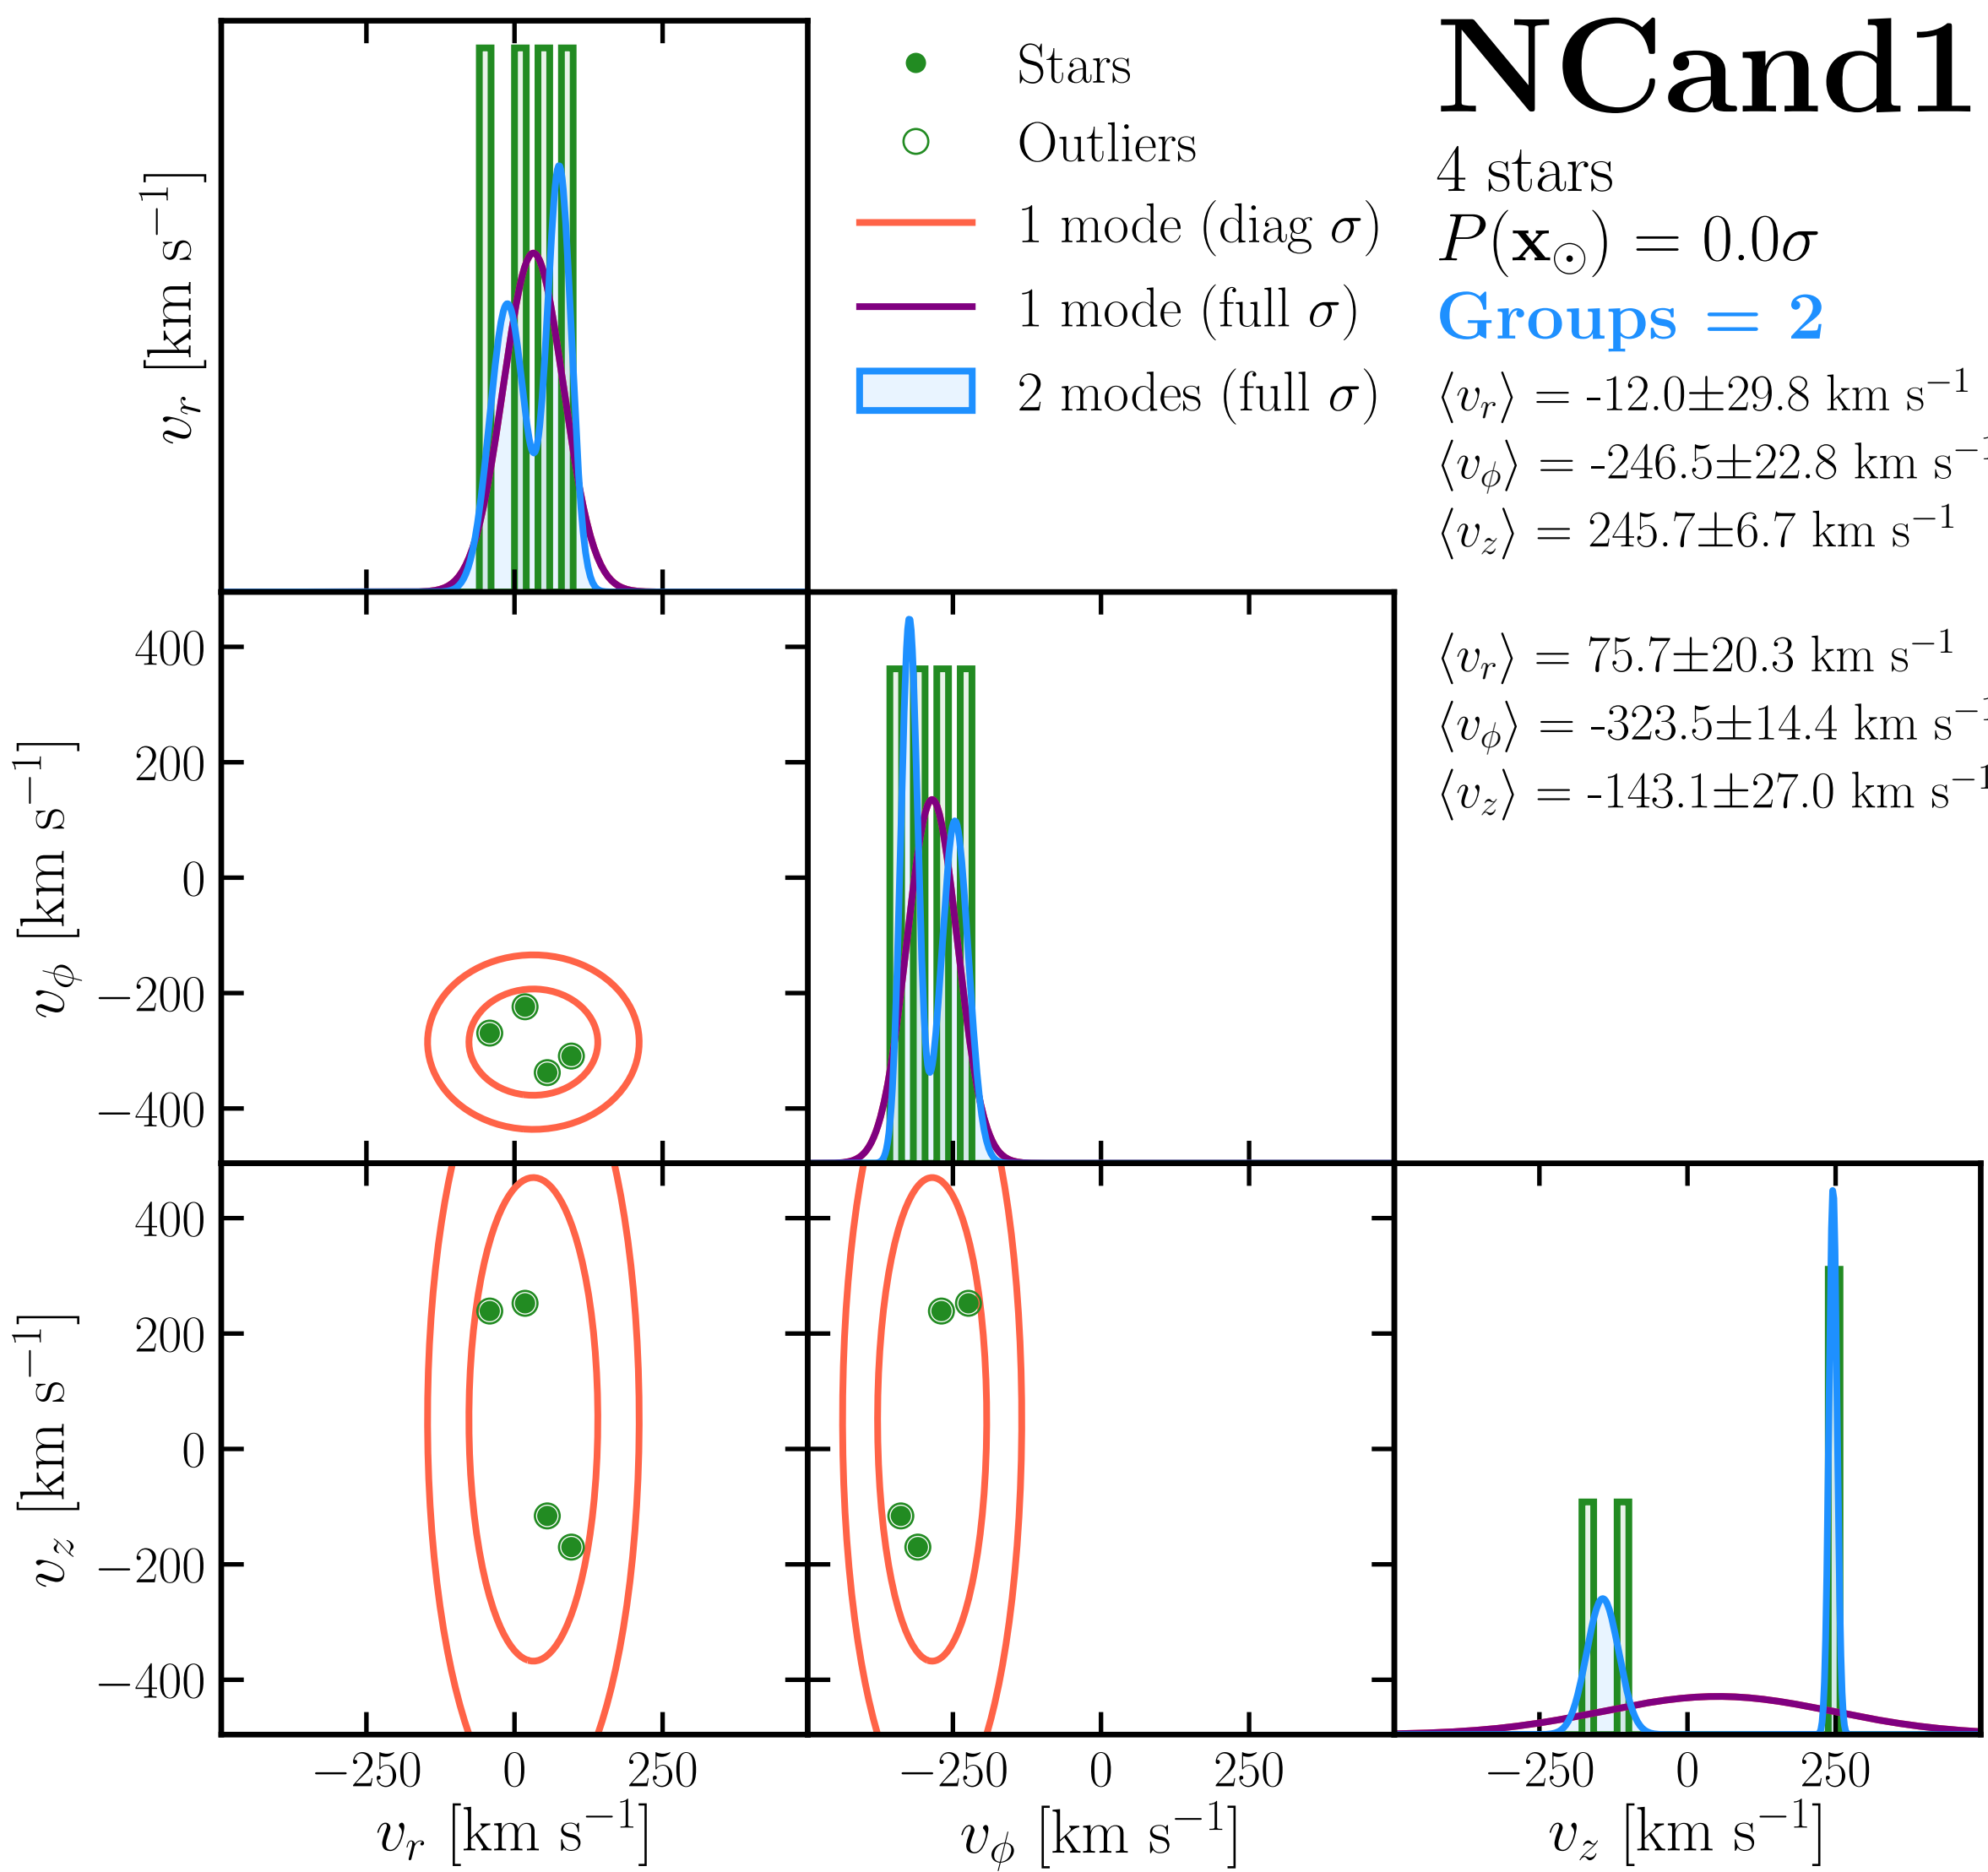 NCand1
4 stars
P(x⊙) = 0.0σ
Groups = 2
⟨v_r⟩ = -12.0±29.8 km s⁻¹
⟨v_ϕ⟩ = -246.5±22.8 km s⁻¹
⟨v_z⟩ = 245.7±6.7 km s⁻¹
⟨v_r⟩ = 75.7±20.3 km s⁻¹
⟨v_ϕ⟩ = -323.5±14.4 km s⁻¹
⟨v_z⟩ = -143.1±27.0 km s⁻¹
Stars
Outliers
1 mode (diag σ)
1 mode (full σ)
2 modes (full σ)
v_r [km s⁻¹]
v_ϕ [km s⁻¹]
400
200
0
−200
−400
v_z [km s⁻¹]
400
200
0
−200
−400
−250 0 250
−250 0 250
−250 0 250
v_r [km s⁻¹]
v_ϕ [km s⁻¹]
v_z [km s⁻¹]